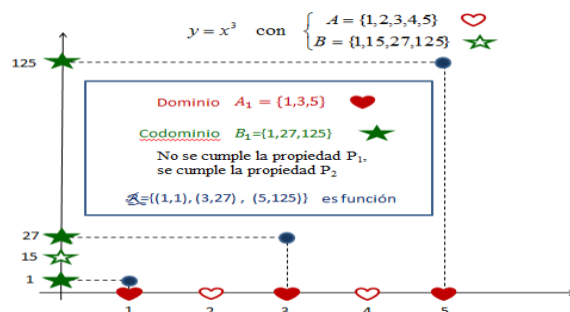 y = x³ con { A = {1,2,3,4,5}
B = {1,15,27,125}
125
Dominio A₁ = {1,3,5}
Codominio B₁={1,27,125}
No se cumple la propiedad P₁,
se cumple la propiedad P₂
ℛ={(1,1), (3,27) , (5,125)} es función
27
15
1
1 2 3 4 5